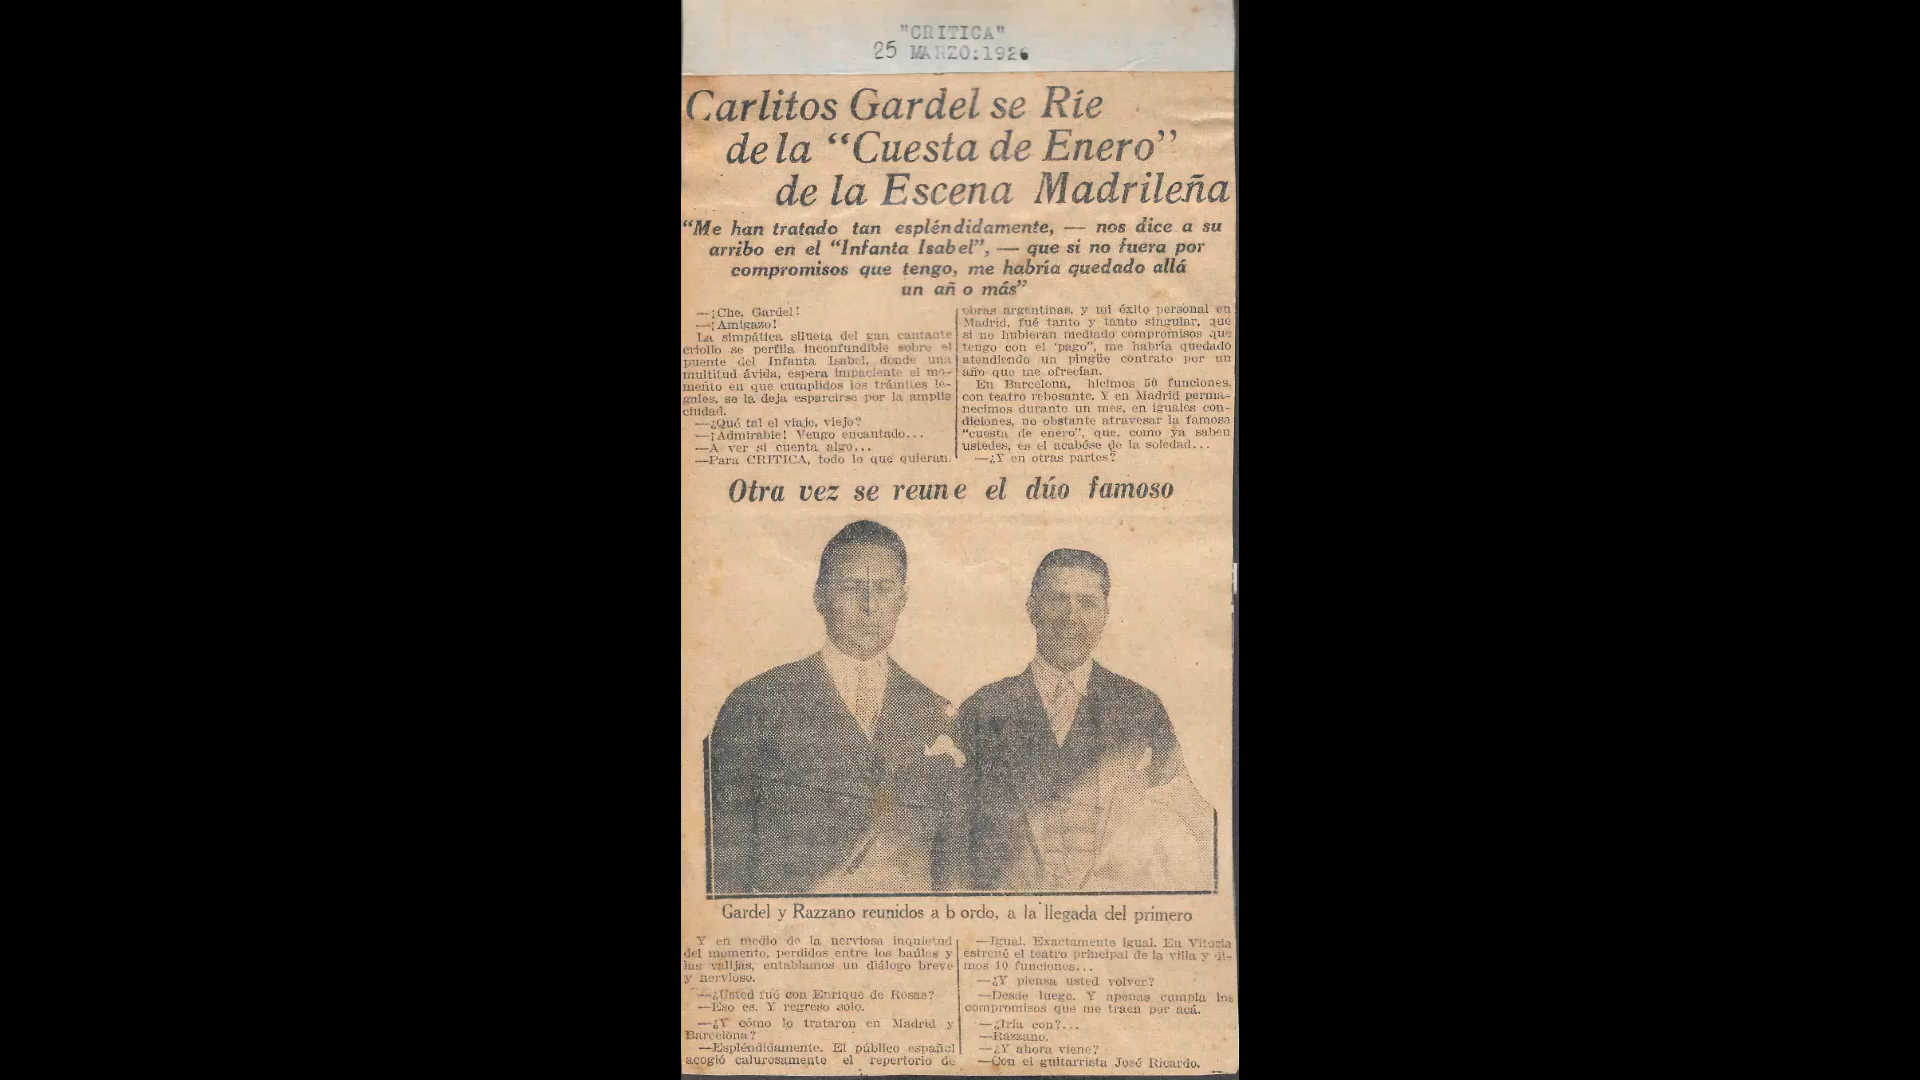 "CRITICA"
25 MARZO:1926
Carlitos Gardel se Ríe
de la “Cuesta de Enero”
de la Escena Madrileña
“Me han tratado tan espléndidamente, — nos dice a su
arribo en el “Infanta Isabel”, — que si no fuera por
compromisos que tengo, me habría quedado allá
un añ o más”
—¡Che, Gardel!
—¡Amigazo!
La simpática silueta del gan cantante
criollo se perfila inconfundible sobre el
puente del Infanta Isabel, donde una
multitud ávida, espera impaciente el mo-
mento en que cumplidos los trámites le-
gales, se la deja esparcirse por la amplia
ciudad.
—¿Qué tal el viaje, viejo?
—¡Admirable! Vengo encantado...
—A ver si cuenta algo...
—Para CRITICA, todo lo que quieran.
obras argentinas, y mi éxito personal en
Madrid, fué tanto y tanto singular, que
si no hubieran mediado compromisos que
tengo con el ‘pago”, me habría quedado
atendiendo un pingüe contrato por un
año que me ofrecían.
En Barcelona, hicimos 50 funciones,
con teatro rebosante. Y en Madrid perma-
necimos durante un mes, en iguales con-
diciones, no obstante atravesar la famosa
“cuesta de enero”, que, como ya saben
ustedes, es el acabóse de la soledad...
—¿Y en otras partes?
Otra vez se reune el dúo famoso
Gardel y Razzano reunidos a b ordo, a la llegada del primero
Y en medio de la nerviosa inquietud
del momento, perdidos entre los baúles y
las valijas, entablamos un diálogo breve
y nervioso.
—¿Usted fué con Enrique de Rosas?
—Eso es. Y regreso solo.
—¿Y cómo lo trataron en Madrid y
Barcelona?
—Espléndidamente. El público español
acogió calurosamente el repertorio de
—Igual. Exactamente igual. En Vitoria
estrené el teatro principal de la villa y di-
mos 10 funciones...
—¿Y piensa usted volver?
—Desde luego. Y apenas cumpla los
compromisos que me traen por acá.
—¿Iría con?...
—Razzano.
—¿Y ahora viene?
—Con el guitarrista José Ricardo.